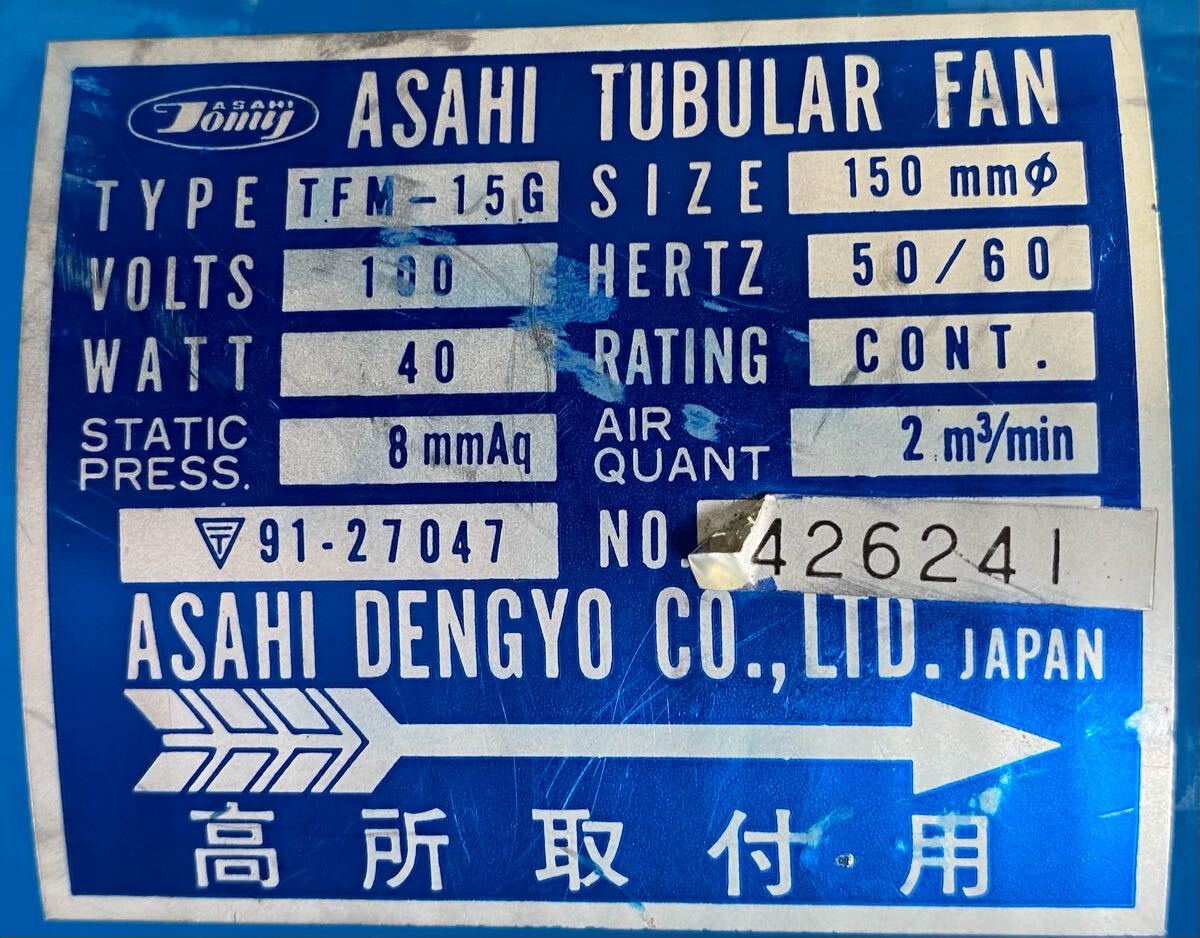 ASAHI
Tomy
ASAHI TUBULAR FAN
TYPE TFM-15G SIZE 150 mmφ
VOLTS 100 HERTZ 50/60
WATT 40 RATING CONT.
STATIC PRESS. 8 mmAq AIR QUANT 2 m³/min
〒 91-27047 NO. 426241
ASAHI DENGYO CO., LTD. JAPAN
高所取付用